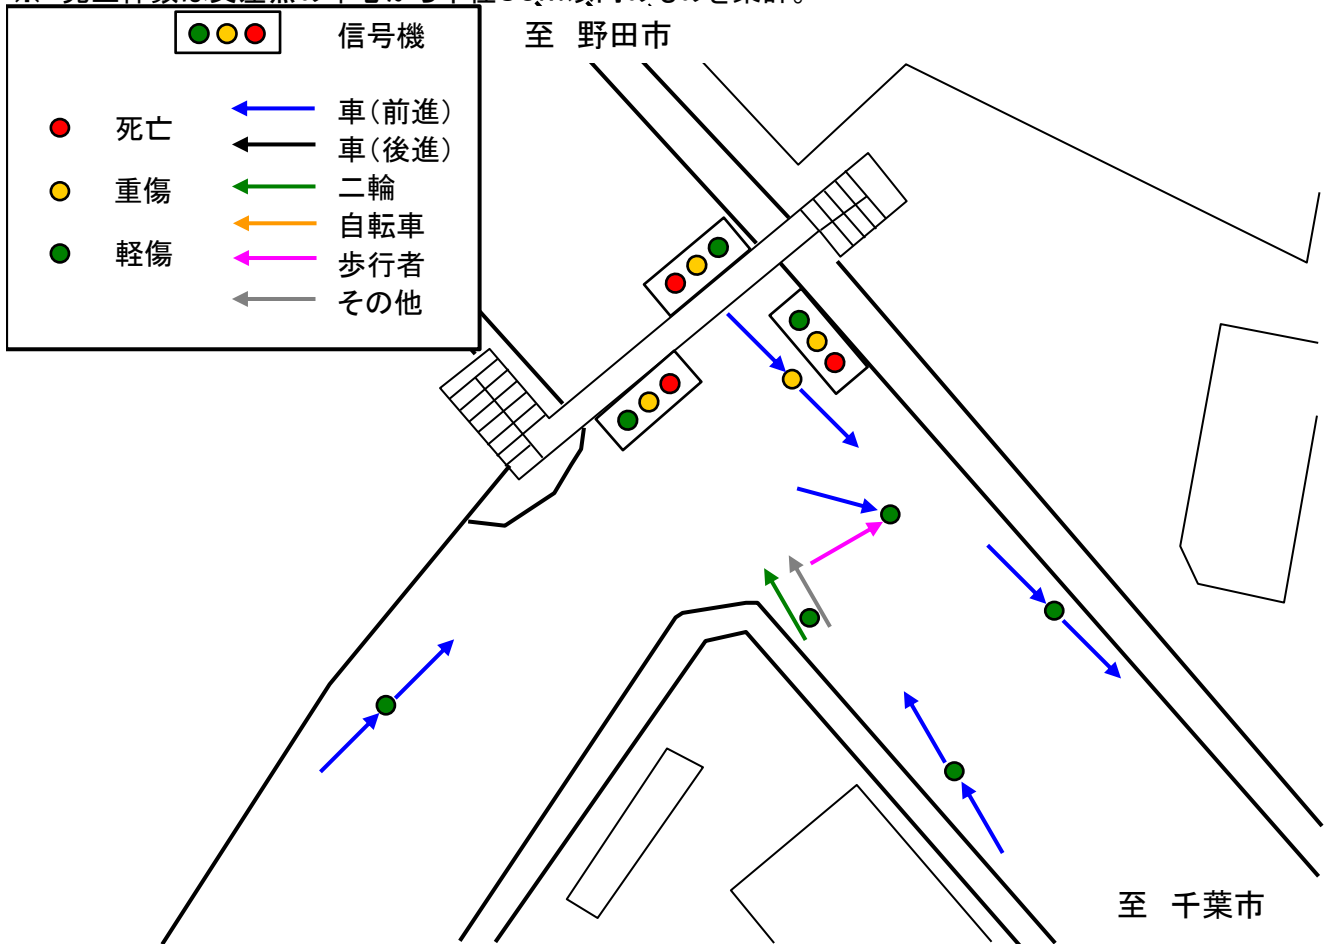 信号機
至 野田市
車(前進)
死亡
車(後進)
重傷
二輪
自転車
軽傷
歩行者
その他
至 千葉市